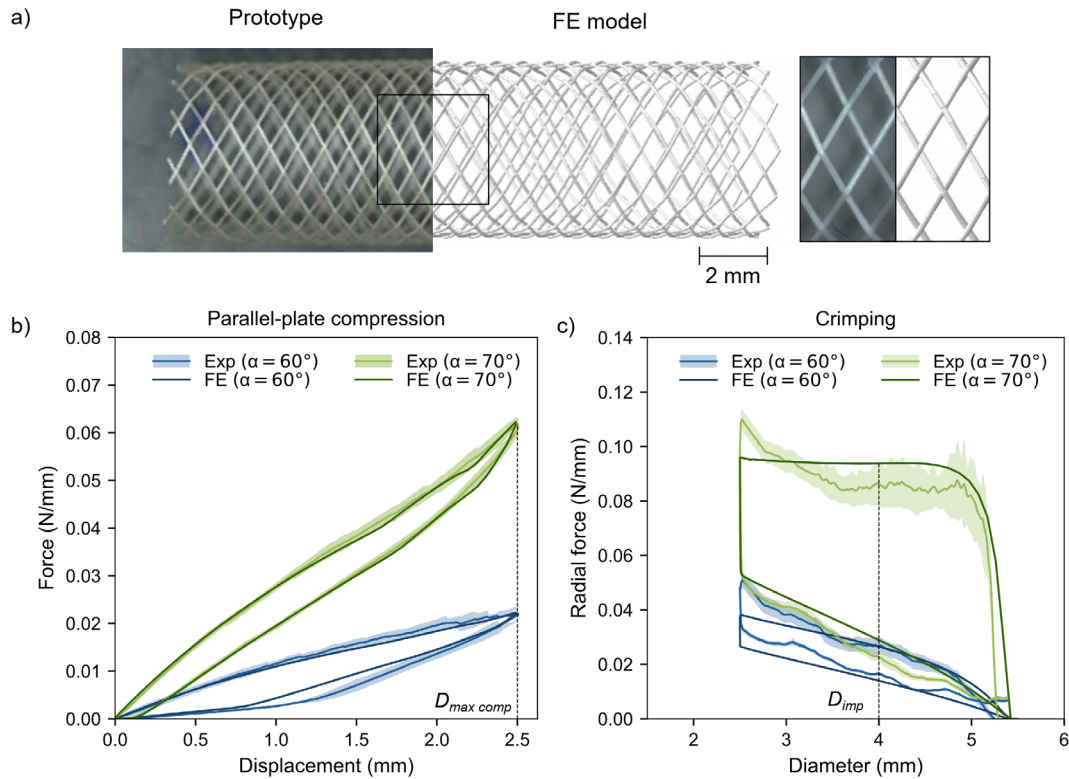 a)
Prototype
FE model
2 mm
b)
Parallel-plate compression
Exp (α = 60°)
FE (α = 60°)
Exp (α = 70°)
FE (α = 70°)
0.08
0.07
0.06
0.05
0.04
0.03
0.02
0.01
0.00
Force (N/mm)
D max comp
0.0 0.5 1.0 1.5 2.0 2.5
Displacement (mm)
c)
Crimping
Exp (α = 60°)
FE (α = 60°)
Exp (α = 70°)
FE (α = 70°)
0.14
0.12
0.10
0.08
0.06
0.04
0.02
0.00
Radial force (N/mm)
D imp
2 3 4 5 6
Diameter (mm)